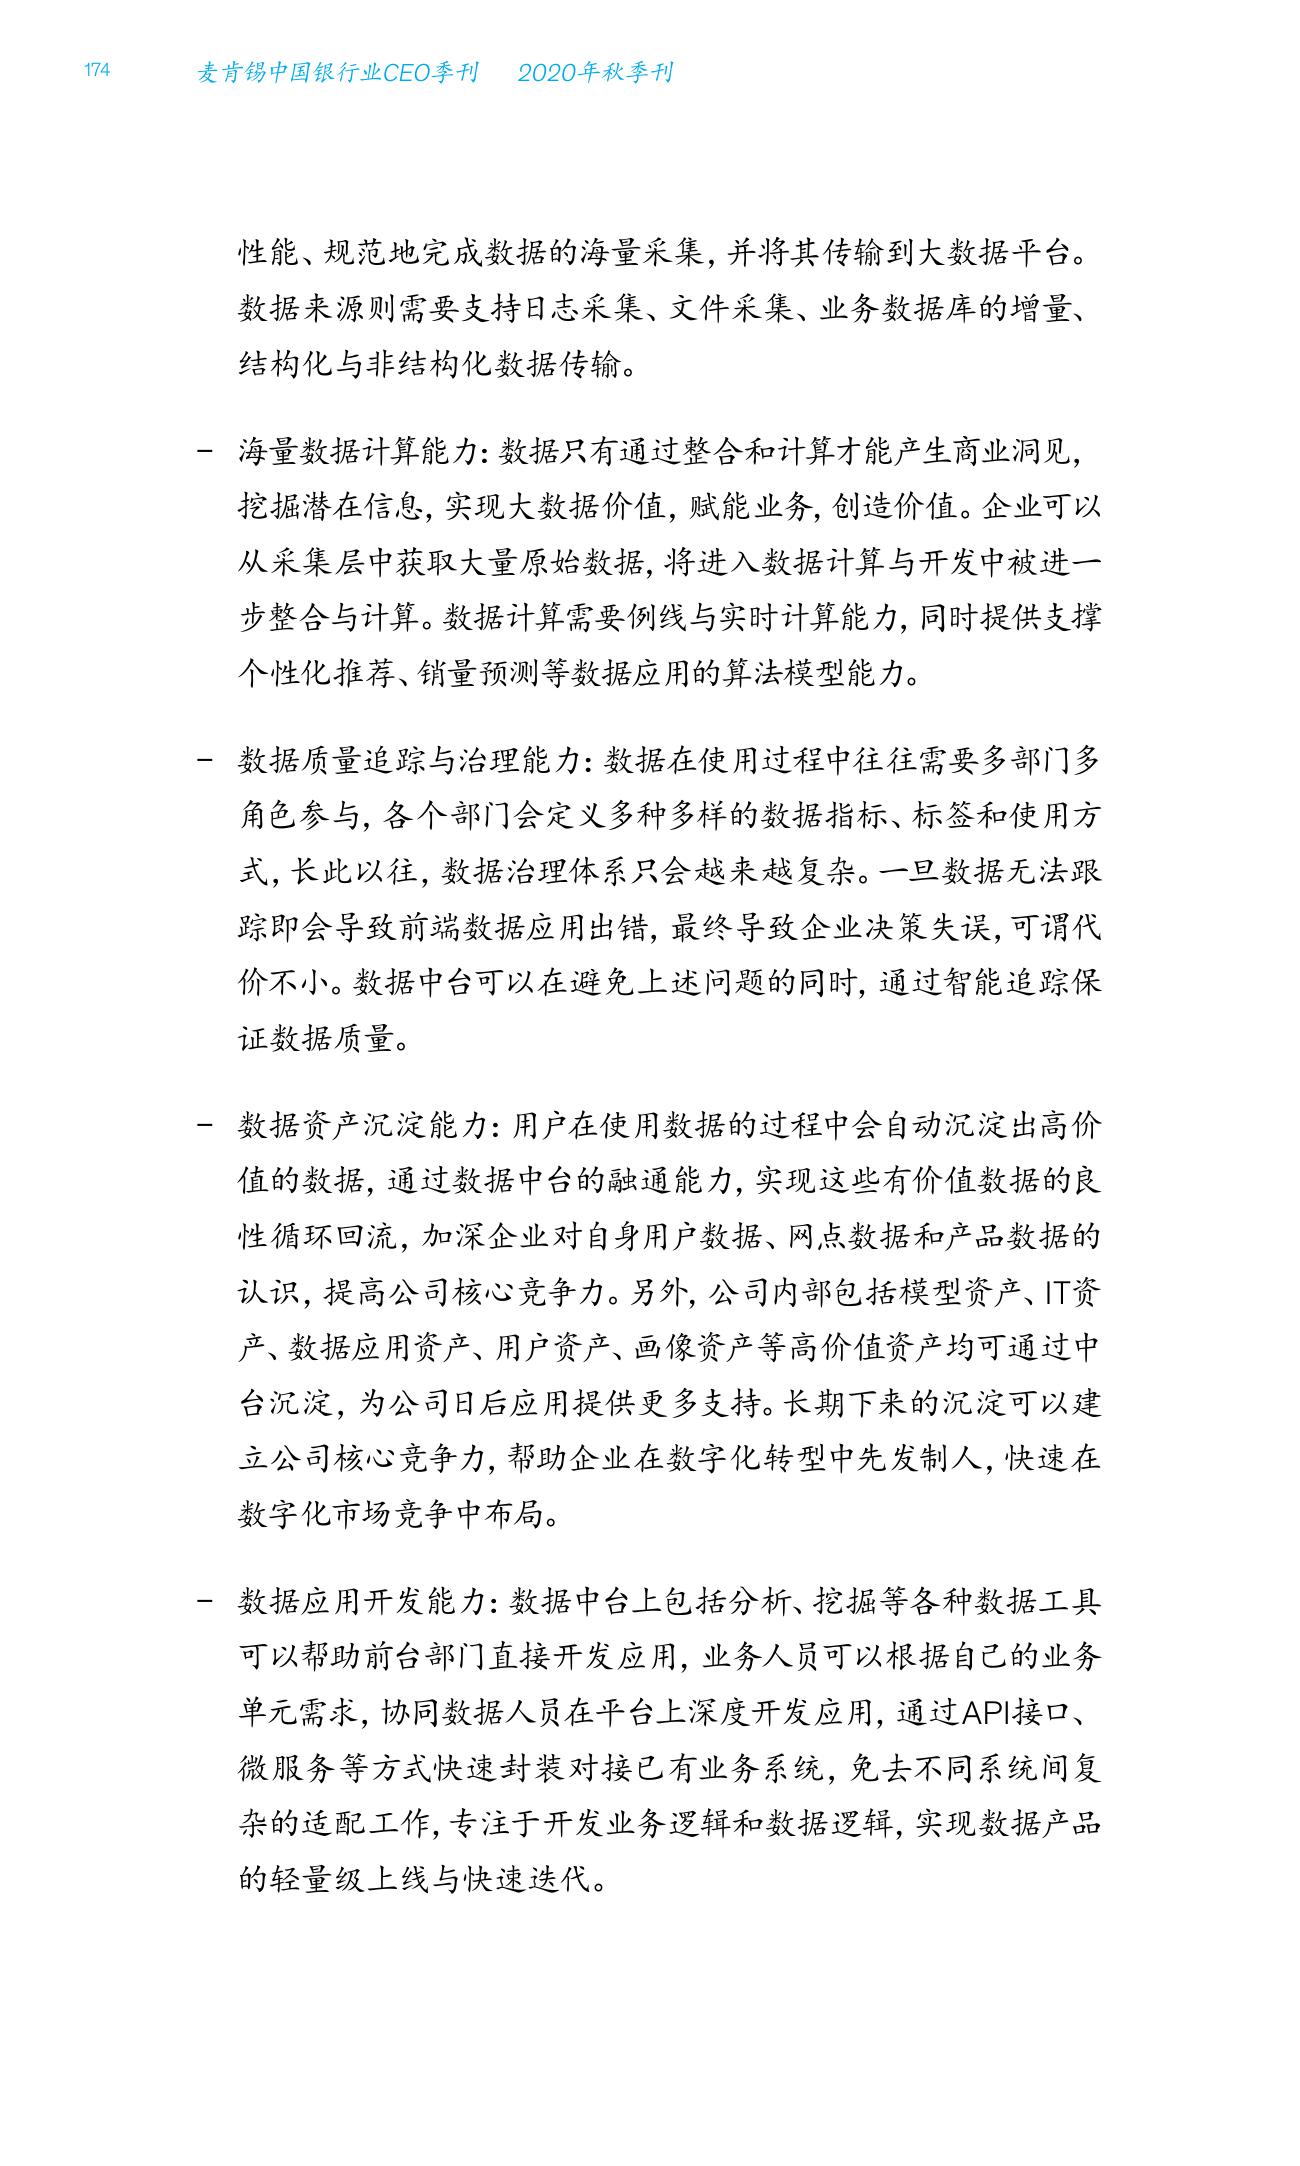 174
麦肯锡中国银行业CEO季刊 2020年秋季刊
性能、规范地完成数据的海量采集，并将其传输到大数据平台。
数据来源则需要支持日志采集、文件采集、业务数据库的增量、
结构化与非结构化数据传输。
– 海量数据计算能力：数据只有通过整合和计算才能产生商业洞见，
挖掘潜在信息，实现大数据价值，赋能业务，创造价值。企业可以
从采集层中获取大量原始数据，将进入数据计算与开发中被进一
步整合与计算。数据计算需要例线与实时计算能力，同时提供支撑
个性化推荐、销量预测等数据应用的算法模型能力。
– 数据质量追踪与治理能力：数据在使用过程中往往需要多部门多
角色参与，各个部门会定义多种多样的数据指标、标签和使用方
式，长此以往，数据治理体系只会越来越复杂。一旦数据无法跟
踪即会导致前端数据应用出错，最终导致企业决策失误，可谓代
价不小。数据中台可以在避免上述问题的同时，通过智能追踪保
证数据质量。
– 数据资产沉淀能力：用户在使用数据的过程中会自动沉淀出高价
值的数据，通过数据中台的融通能力，实现这些有价值数据的良
性循环回流，加深企业对自身用户数据、网点数据和产品数据的
认识，提高公司核心竞争力。另外，公司内部包括模型资产、IT资
产、数据应用资产、用户资产、画像资产等高价值资产均可通过中
台沉淀，为公司日后应用提供更多支持。长期下来的沉淀可以建
立公司核心竞争力，帮助企业在数字化转型中先发制人，快速在
数字化市场竞争中布局。
– 数据应用开发能力：数据中台上包括分析、挖掘等各种数据工具
可以帮助前台部门直接开发应用，业务人员可以根据自己的业务
单元需求，协同数据人员在平台上深度开发应用，通过API接口、
微服务等方式快速封装对接已有业务系统，免去不同系统间复
杂的适配工作，专注于开发业务逻辑和数据逻辑，实现数据产品
的轻量级上线与快速迭代。